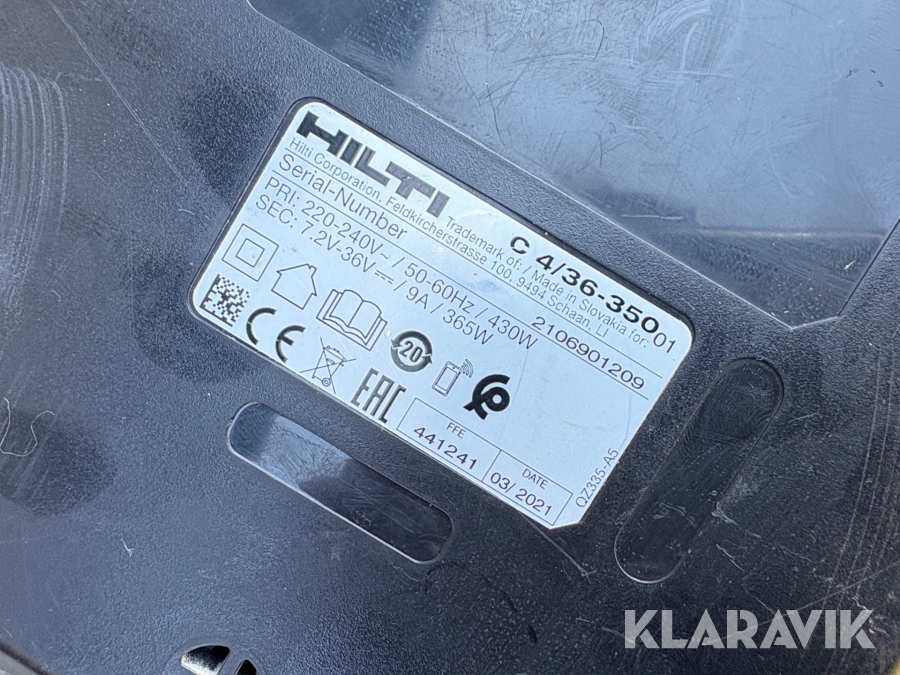 HILTI
C 4/36-350 01
Trademark of: / Made in Slovakia for:
Hilti Corporation, Feldkircherstrasse 100, 9494 Schaan, LI
Serial-Number 2106901209
PRI: 220-240V~ / 50-60Hz / 430W
SEC: 7.2V-36V⎓ / 9A / 365W
CE
20
EAC
FFE
441241
DATE
03/2021
QZ335-A5
KLARAVIK